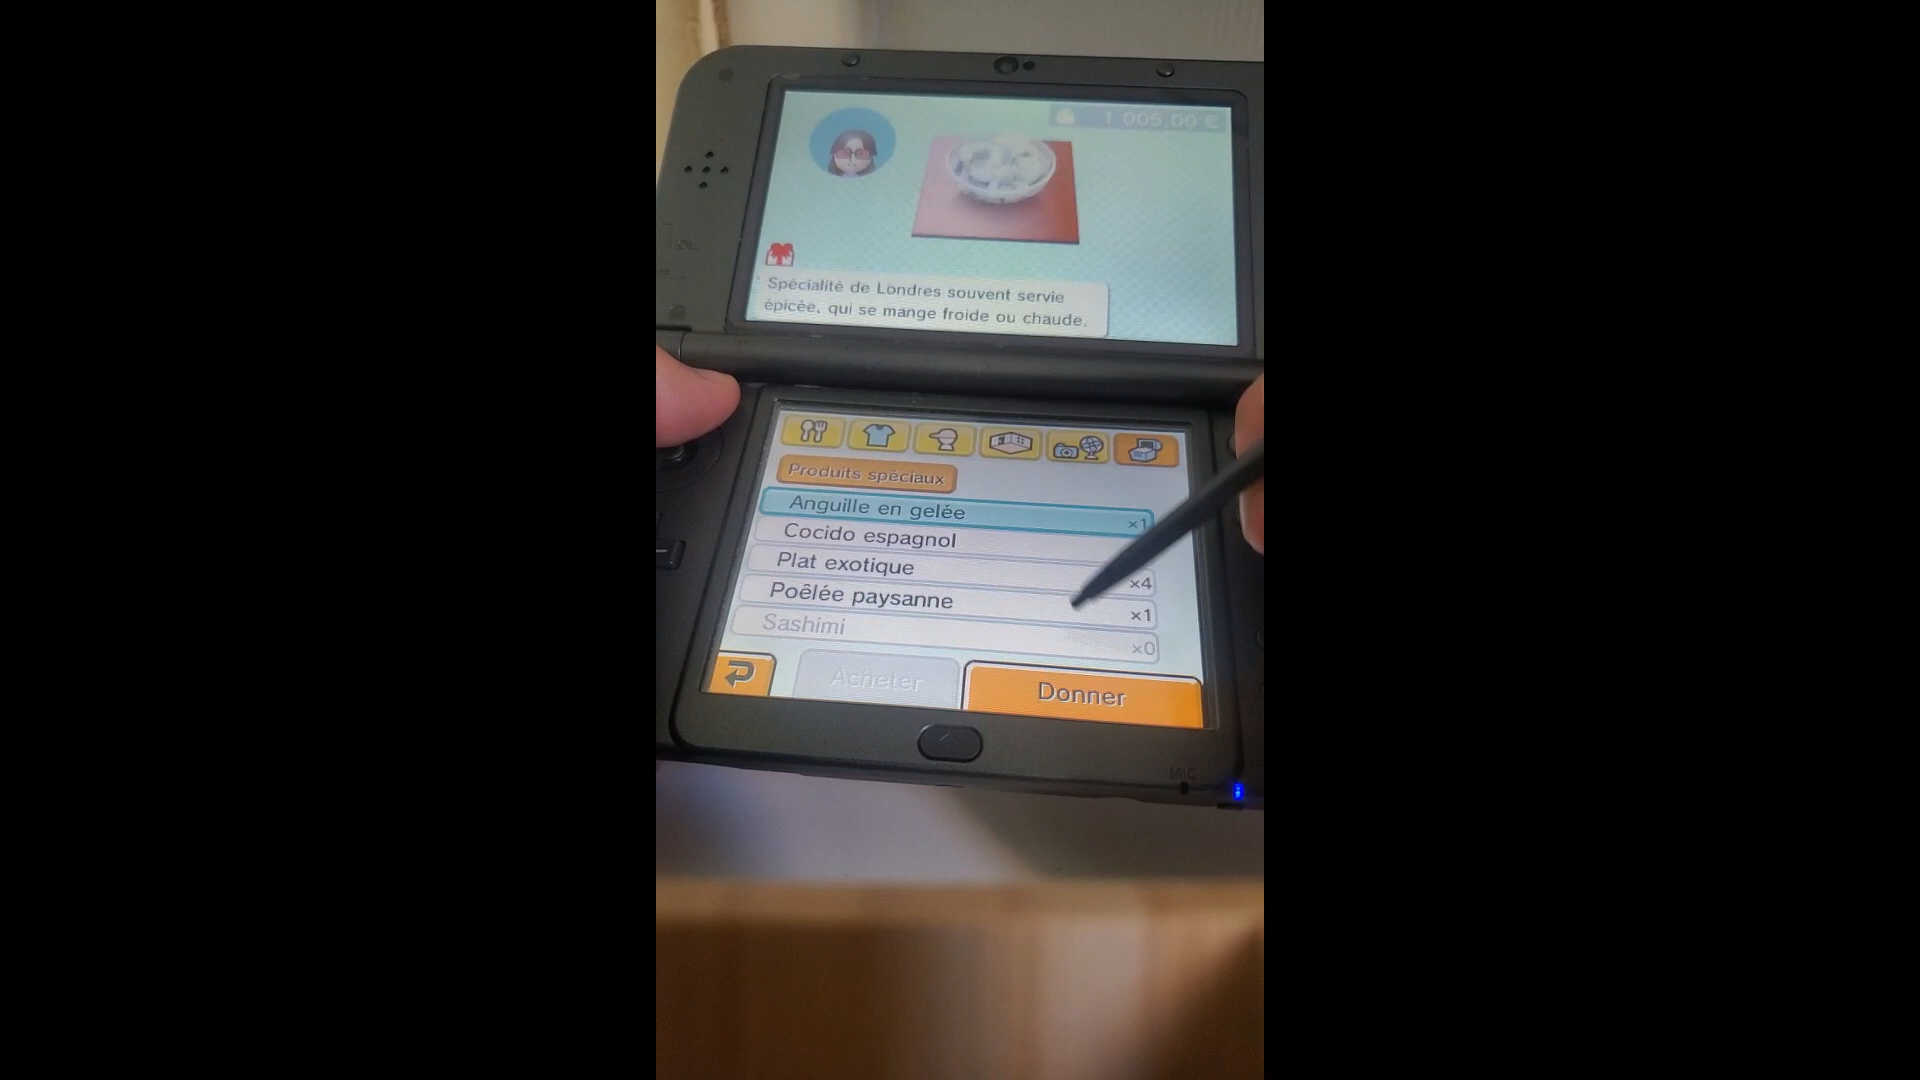 1 005,00 €
Spécialité de Londres souvent servie
épicée, qui se mange froide ou chaude.
Produits spéciaux
Anguille en gelée ×1
Cocido espagnol
Plat exotique ×4
Poêlée paysanne ×1
Sashimi ×0
Acheter
Donner
MIC